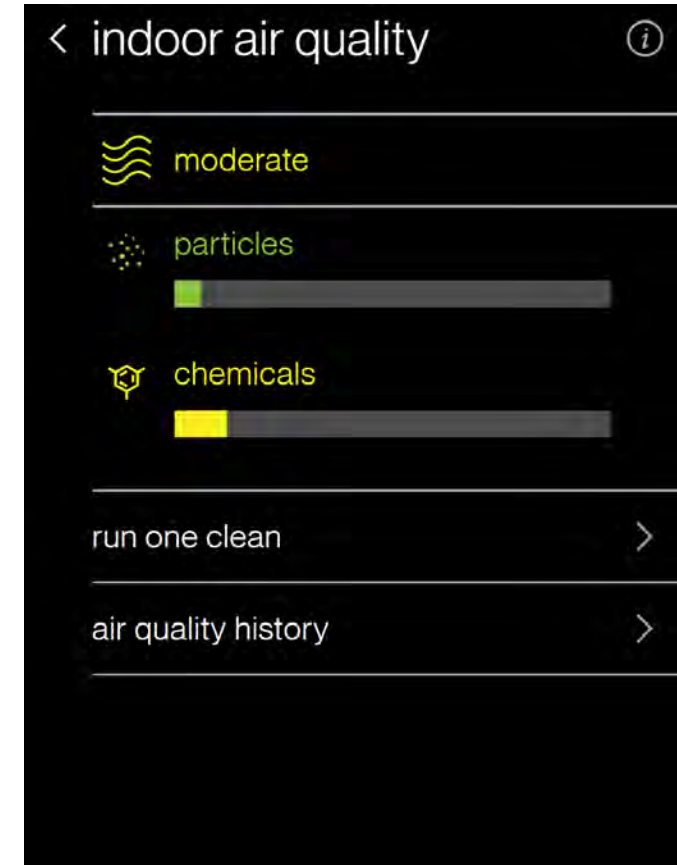 indoor air quality
i
moderate
particles
chemicals
run one clean
air quality history